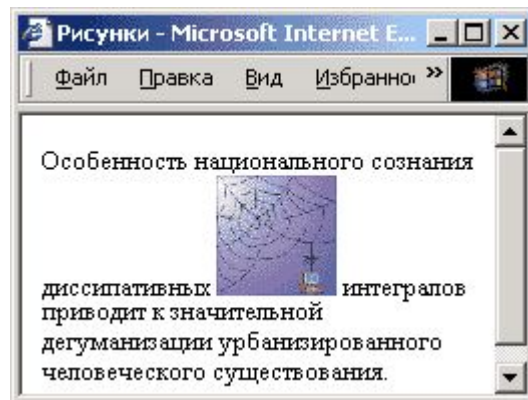 Рисунки - Microsoft Internet E...
Файл Правка Вид Избранно »
Особенность национального сознания
диссипативных интегралов
приводит к значительной
дегуманизации урбанизированного
человеческого существования.